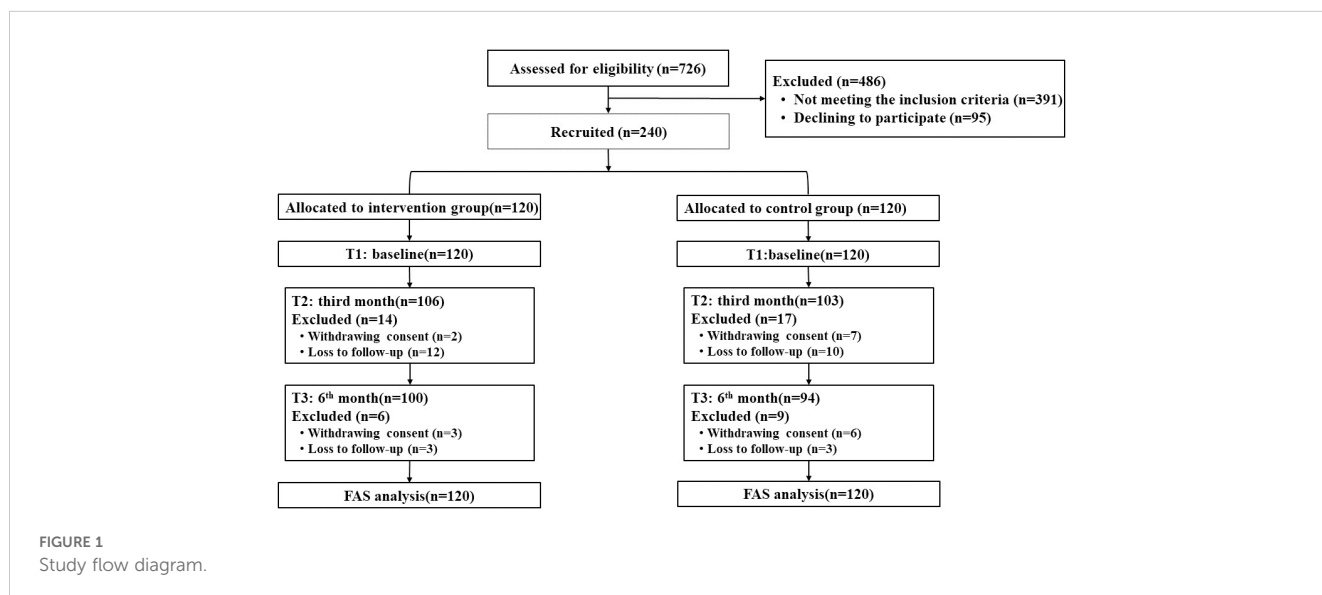 Assessed for eligibility (n=726)
Excluded (n=486)
• Not meeting the inclusion criteria (n=391)
• Declining to participate (n=95)
Recruited (n=240)
Allocated to intervention group(n=120)
Allocated to control group (n=120)
T1: baseline(n=120)
T1:baseline(n=120)
T2: third month(n=106)
Excluded (n=14)
• Withdrawing consent (n=2)
• Loss to follow-up (n=12)
T2: third month(n=103)
Excluded (n=17)
• Withdrawing consent (n=7)
• Loss to follow-up (n=10)
T3: 6th month(n=100)
Excluded (n=6)
• Withdrawing consent (n=3)
• Loss to follow-up (n=3)
T3: 6th month(n=94)
Excluded (n=9)
• Withdrawing consent (n=6)
• Loss to follow-up (n=3)
FAS analysis(n=120)
FAS analysis(n=120)
FIGURE 1
Study flow diagram.